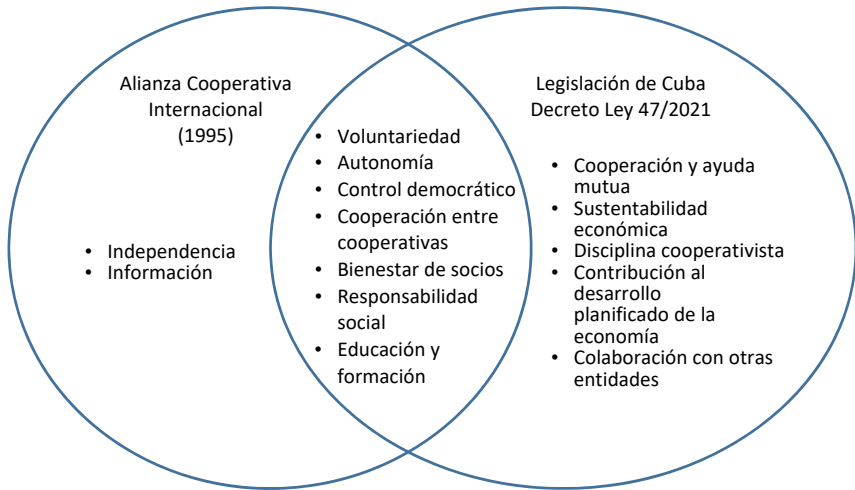 Alianza Cooperativa
Internacional
(1995)
• Independencia
• Información
• Voluntariedad
• Autonomía
• Control democrático
• Cooperación entre
cooperativas
• Bienestar de socios
• Responsabilidad
social
• Educación y
formación
Legislación de Cuba
Decreto Ley 47/2021
• Cooperación y ayuda
mutua
• Sustentabilidad
económica
• Disciplina cooperativista
• Contribución al
desarrollo
planificado de la
economía
• Colaboración con otras
entidades